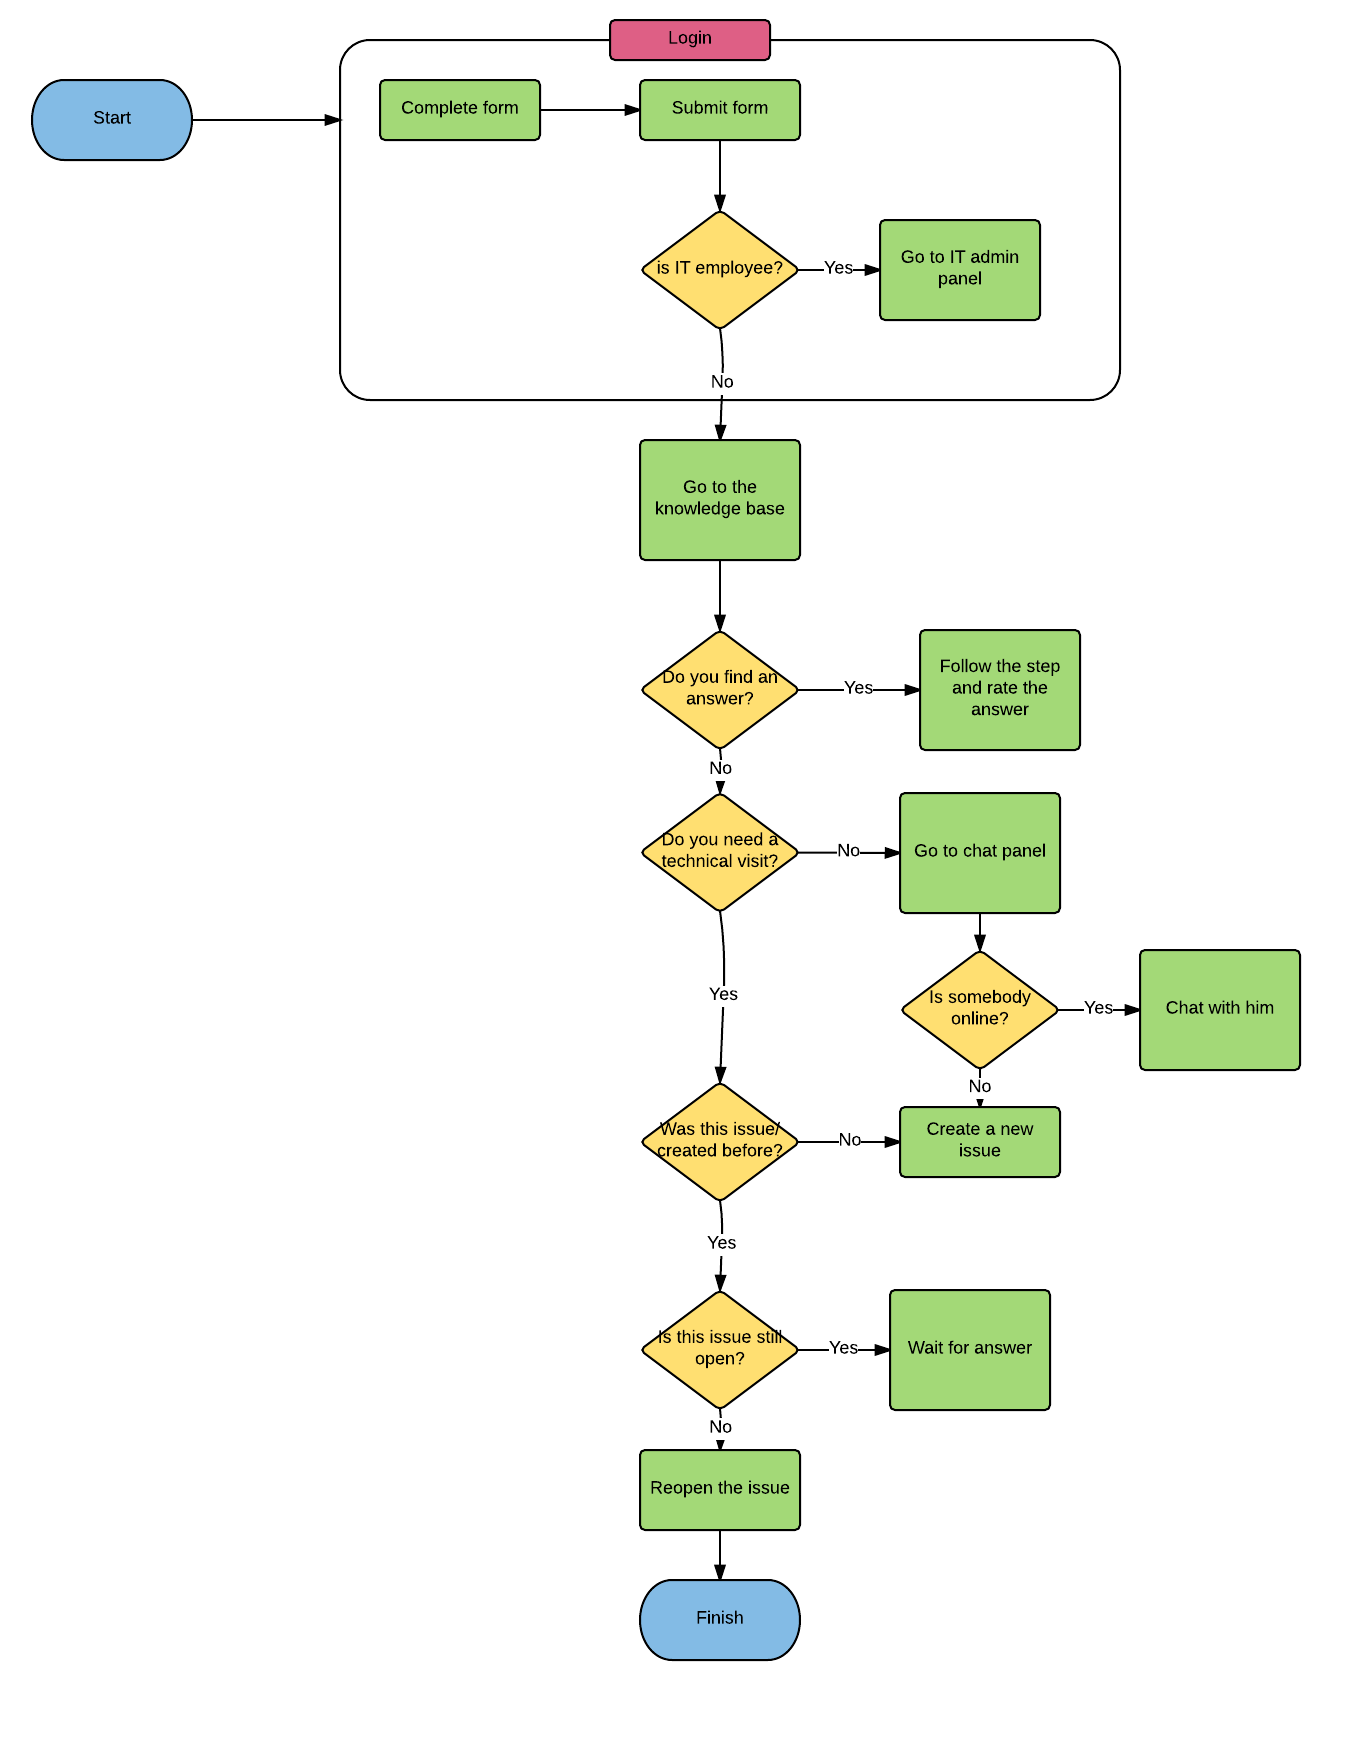 Login
Start
Complete form
Submit form
is IT employee?
Yes
Go to IT admin
panel
No
Go to the
knowledge base
Do you find an
answer?
Yes
Follow the step
and rate the
answer
No
Do you need a
technical visit?
No
Go to chat panel
Yes
Is somebody
online?
Yes
Chat with him
No
Was this issue/
created before?
No
Create a new
issue
Yes
Is this issue still
open?
Yes
Wait for answer
No
Reopen the issue
Finish